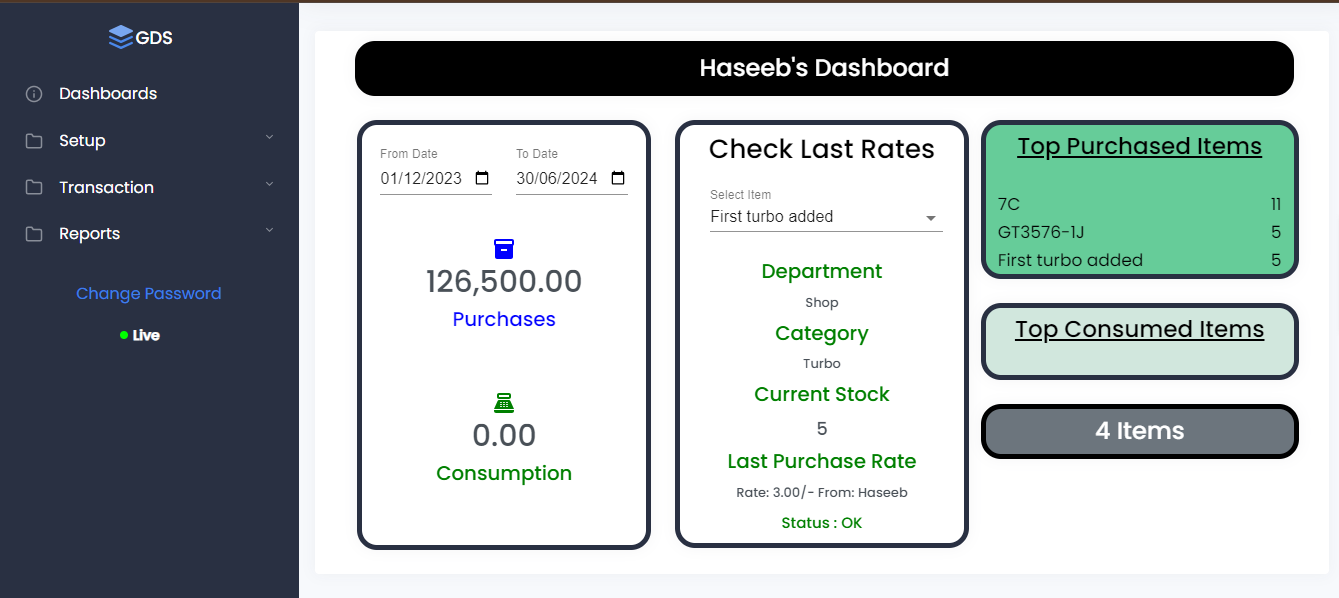 GDS
Dashboards
Setup
Transaction
Reports
Change Password
Live
Haseeb's Dashboard
From Date To Date
01/12/2023 30/06/2024
126,500.00
Purchases
0.00
Consumption
Check Last Rates
Select Item
First turbo added
Department
Shop
Category
Turbo
Current Stock
5
Last Purchase Rate
Rate: 3.00/- From: Haseeb
Status : OK
Top Purchased Items
7C 11
GT3576-1J 5
First turbo added 5
Top Consumed Items
4 Items